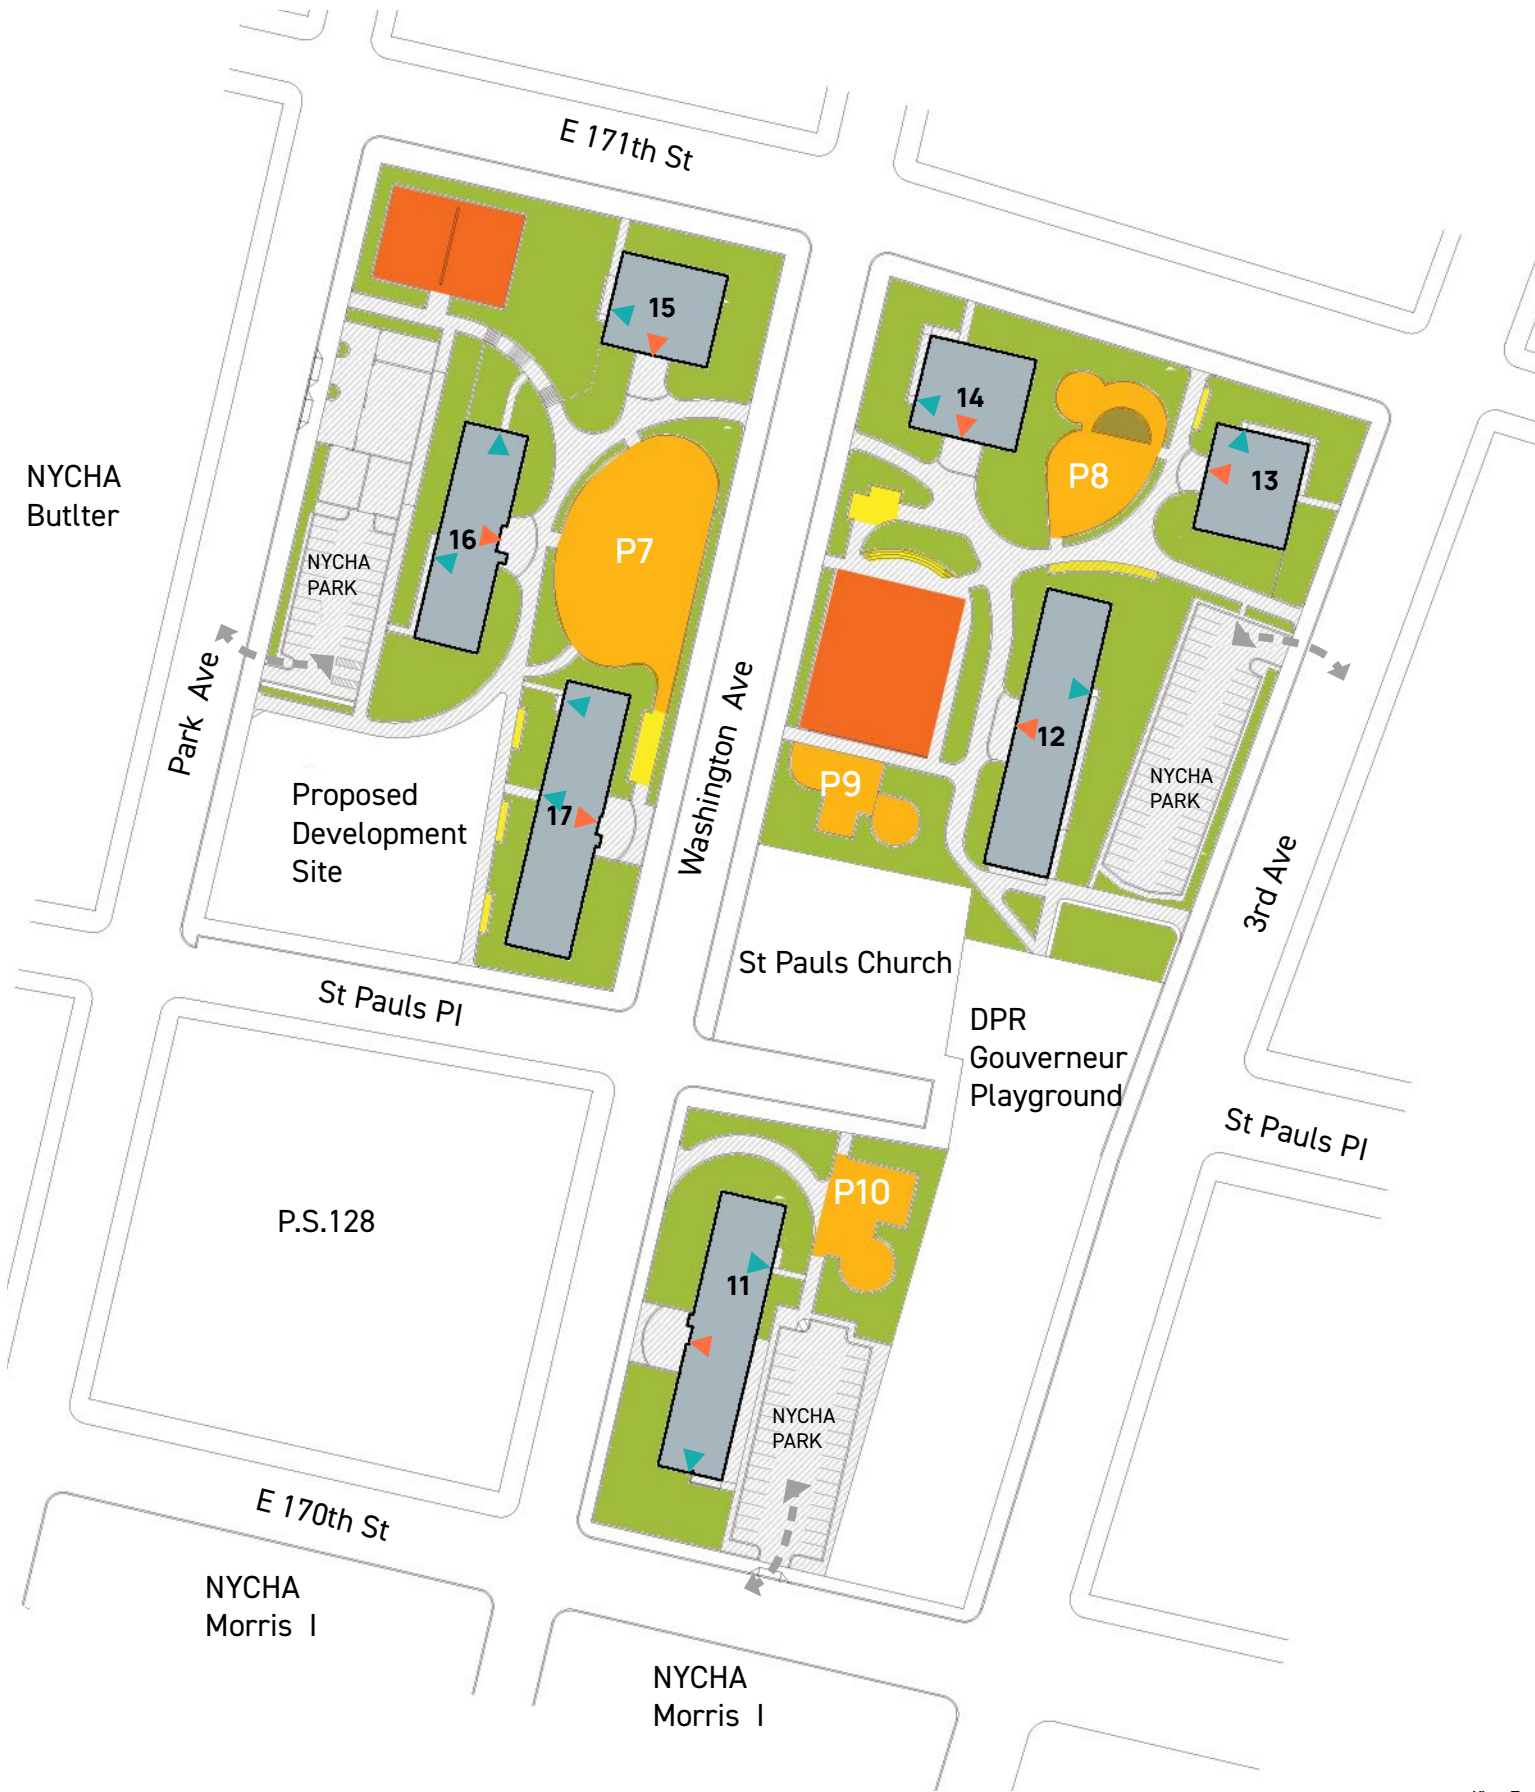 E 171th St
15
14
P8
13
NYCHA
Butlter
16
P7
NYCHA
PARK
Park Ave
Washington Ave
12
P9
NYCHA
PARK
Proposed
Development
Site
17
3rd Ave
St Pauls Church
St Pauls Pl
DPR
Gouverneur
Playground
St Pauls Pl
P10
P.S.128
11
NYCHA
PARK
E 170th St
NYCHA
Morris I
NYCHA
Morris I